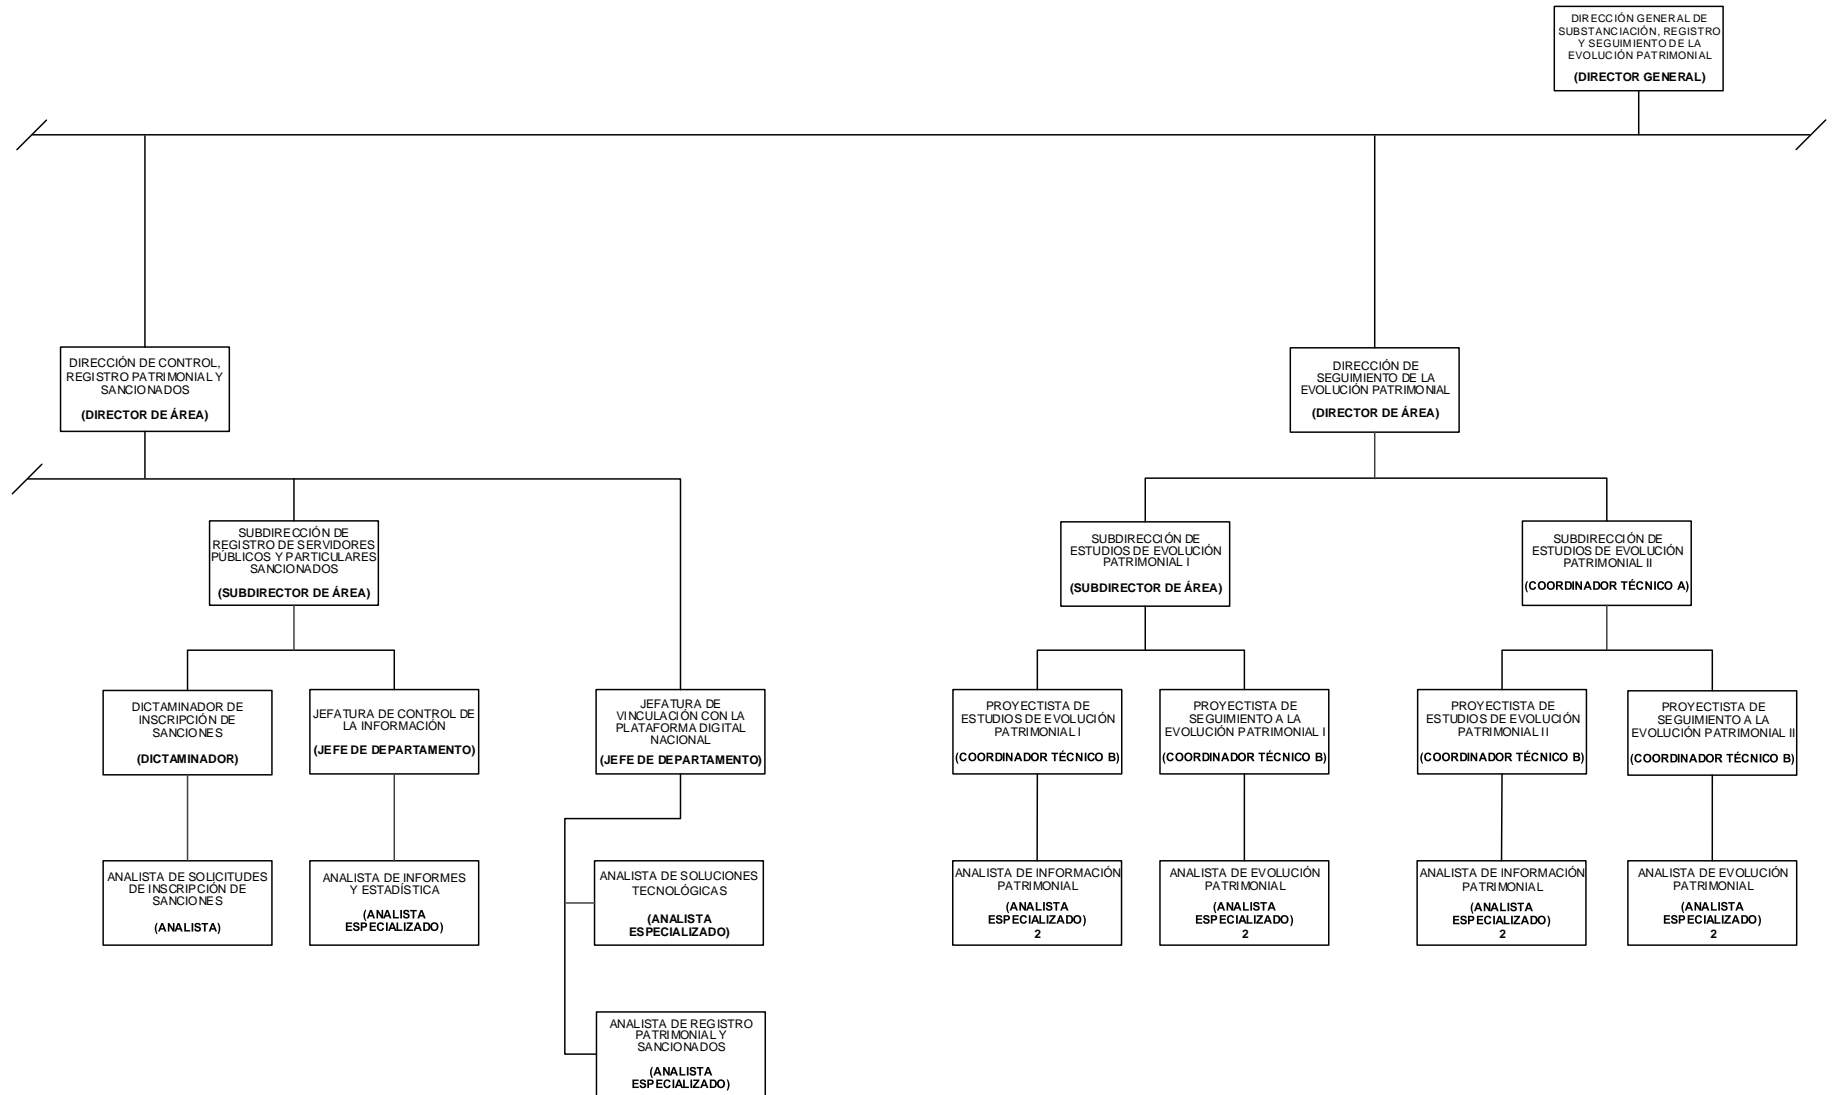 DIRECCIÓN GENERAL DE
SUBSTANCIACIÓN, REGISTRO
Y SEGUIMIENTO DE LA
EVOLUCIÓN PATRIMONIAL
(DIRECTOR GENERAL)
DIRECCIÓN DE CONTROL,
REGISTRO PATRIMONIAL Y
SANCIONADOS
(DIRECTOR DE ÁREA)
DIRECCIÓN DE
SEGUIMIENTO DE LA
EVOLUCIÓN PATRIMONIAL
(DIRECTOR DE ÁREA)
SUBDIRECCIÓN DE
REGISTRO DE SERVIDORES
PÚBLICOS Y PARTICULARES
SANCIONADOS
(SUBDIRECTOR DE ÁREA)
SUBDIRECCIÓN DE
ESTUDIOS DE EVOLUCIÓN
PATRIMONIAL I
(SUBDIRECTOR DE ÁREA)
SUBDIRECCIÓN DE
ESTUDIOS DE EVOLUCIÓN
PATRIMONIAL II
(COORDINADOR TÉCNICO A)
DICTAMINADOR DE
INSCRIPCIÓN DE
SANCIONES
(DICTAMINADOR)
JEFATURA DE CONTROL DE
LA INFORMACIÓN
(JEFE DE DEPARTAMENTO)
JEFATURA DE
VINCULACIÓN CON LA
PLATAFORMA DIGITAL
NACIONAL
(JEFE DE DEPARTAMENTO)
PROYECTISTA DE
ESTUDIOS DE EVOLUCIÓN
PATRIMONIAL I
(COORDINADOR TÉCNICO B)
PROYECTISTA DE
SEGUIMIENTO A LA
EVOLUCIÓN PATRIMONIAL I
(COORDINADOR TÉCNICO B)
PROYECTISTA DE
ESTUDIOS DE EVOLUCIÓN
PATRIMONIAL II
(COORDINADOR TÉCNICO B)
PROYECTISTA DE
SEGUIMIENTO A LA
EVOLUCIÓN PATRIMONIAL II
(COORDINADOR TÉCNICO B)
ANALISTA DE SOLICITUDES
DE INSCRIPCIÓN DE
SANCIONES
(ANALISTA)
ANALISTA DE INFORMES
Y ESTADÍSTICA
(ANALISTA
ESPECIALIZADO)
ANALISTA DE SOLUCIONES
TECNOLÓGICAS
(ANALISTA
ESPECIALIZADO)
ANALISTA DE INFORMACIÓN
PATRIMONIAL
(ANALISTA
ESPECIALIZADO)
2
ANALISTA DE EVOLUCIÓN
PATRIMONIAL
(ANALISTA
ESPECIALIZADO)
2
ANALISTA DE INFORMACIÓN
PATRIMONIAL
(ANALISTA
ESPECIALIZADO)
2
ANALISTA DE EVOLUCIÓN
PATRIMONIAL
(ANALISTA
ESPECIALIZADO)
2
ANALISTA DE REGISTRO
PATRIMONIAL Y
SANCIONADOS
(ANALISTA
ESPECIALIZADO)